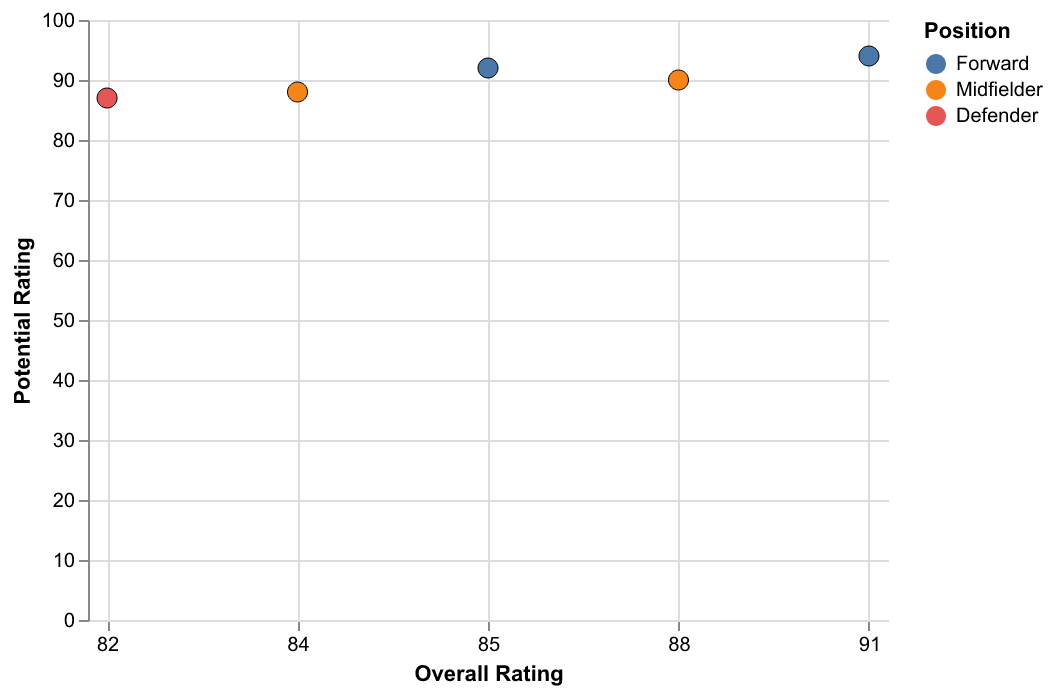 100
90
80
70
60
50
40
30
20
10
0
Potential Rating
82 84 85 88 91
Overall Rating
Position
Forward
Midfielder
Defender